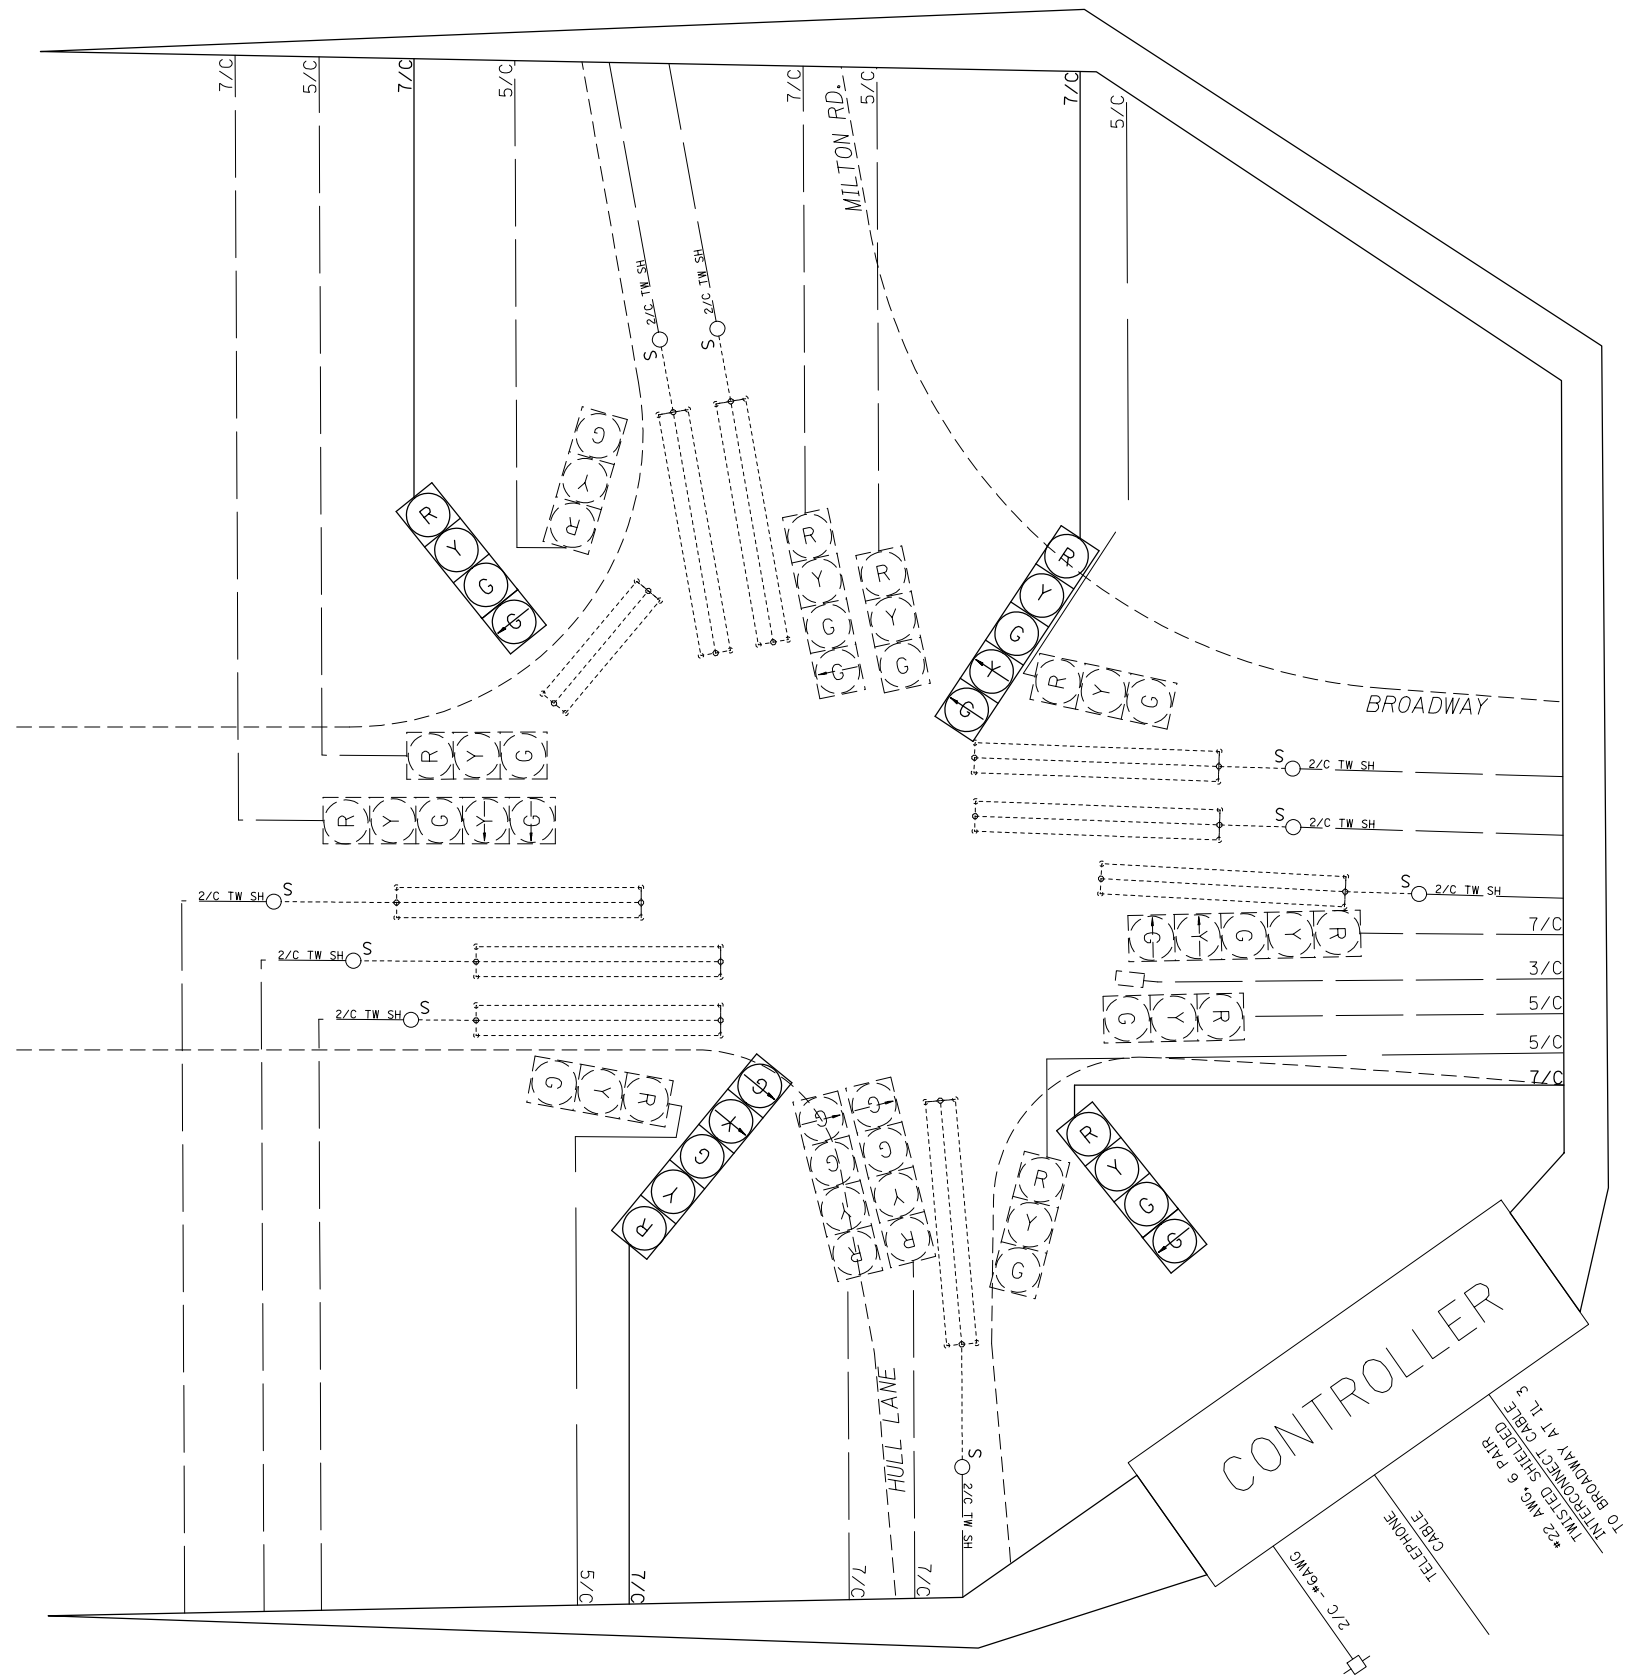 7/C
5/C
7/C
5/C
7/C
5/C
7/C
5/C
MILTON RD.
2/C TW SH
2/C TW SH
S
S
G
Y
R
R
Y
G
G
R
Y
G
G
R
Y
G
R
Y
G
Y
G
R
Y
G
BROADWAY
R
Y
G
R
Y
G
Y
G
S
2/C TW SH
S
2/C TW SH
S
2/C TW SH
2/C TW SH
S
2/C TW SH
S
2/C TW SH
S
G
Y
G
Y
R
7/C
3/C
G
Y
R
5/C
5/C
7/C
G
Y
R
G
Y
G
Y
R
G
G
Y
R
G
G
Y
R
R
Y
G
R
Y
G
G
HULL LANE
S
2/C TW SH
5/C
7/C
7/C
7/C
CONTROLLER
#22 AWG, 6 PAIR
TWISTED SHIELDED
INTERCONNECT CABLE
TO BROADWAY AT IL 3
TELEPHONE
CABLE
2/C-#6AWG